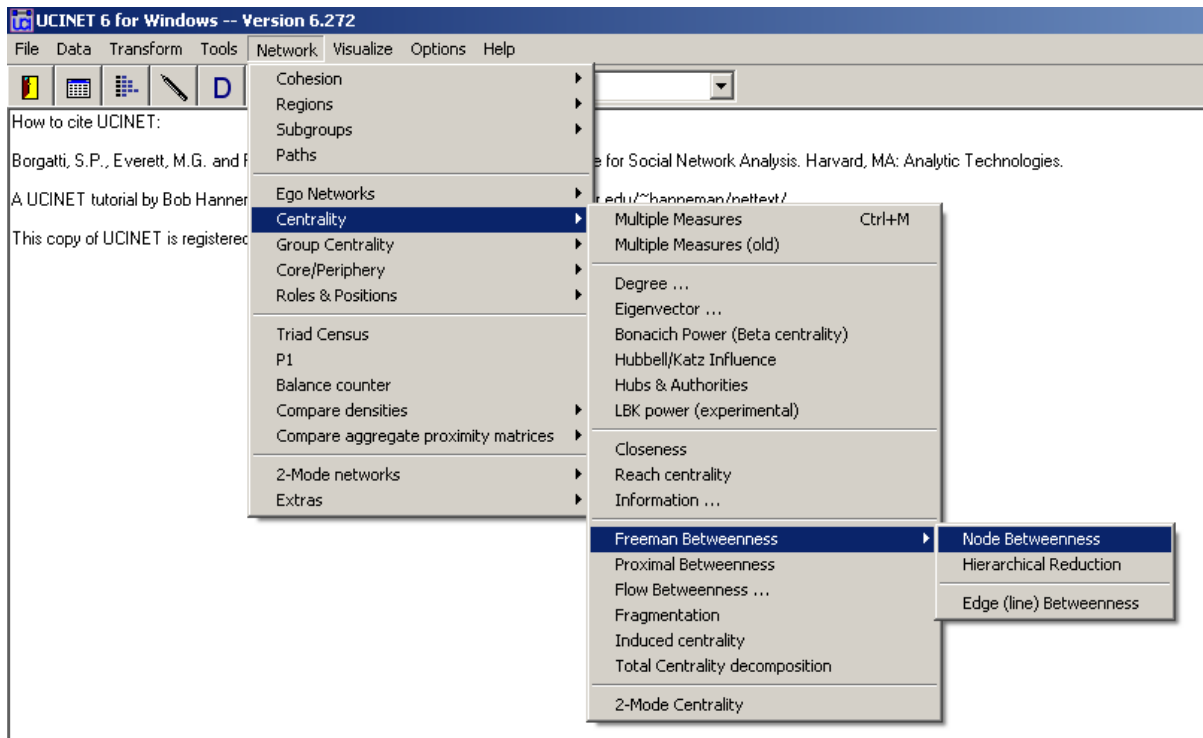 UCINET 6 for Windows -- Version 6.272
File Data Transform Tools Network Visualize Options Help
D
How to cite UCINET:
Borgatti, S.P., Everett, M.G. and
e for Social Network Analysis. Harvard, MA: Analytic Technologies.
A UCINET tutorial by Bob Hanner
r.edu/~hanneman/nettext/
This copy of UCINET is registered
Cohesion
Regions
Subgroups
Paths
Ego Networks
Centrality
Group Centrality
Core/Periphery
Roles & Positions
Triad Census
P1
Balance counter
Compare densities
Compare aggregate proximity matrices
2-Mode networks
Extras
Multiple Measures Ctrl+M
Multiple Measures (old)
Degree ...
Eigenvector ...
Bonacich Power (Beta centrality)
Hubbell/Katz Influence
Hubs & Authorities
LBK power (experimental)
Closeness
Reach centrality
Information ...
Freeman Betweenness
Proximal Betweenness
Flow Betweenness ...
Fragmentation
Induced centrality
Total Centrality decomposition
2-Mode Centrality
Node Betweenness
Hierarchical Reduction
Edge (line) Betweenness